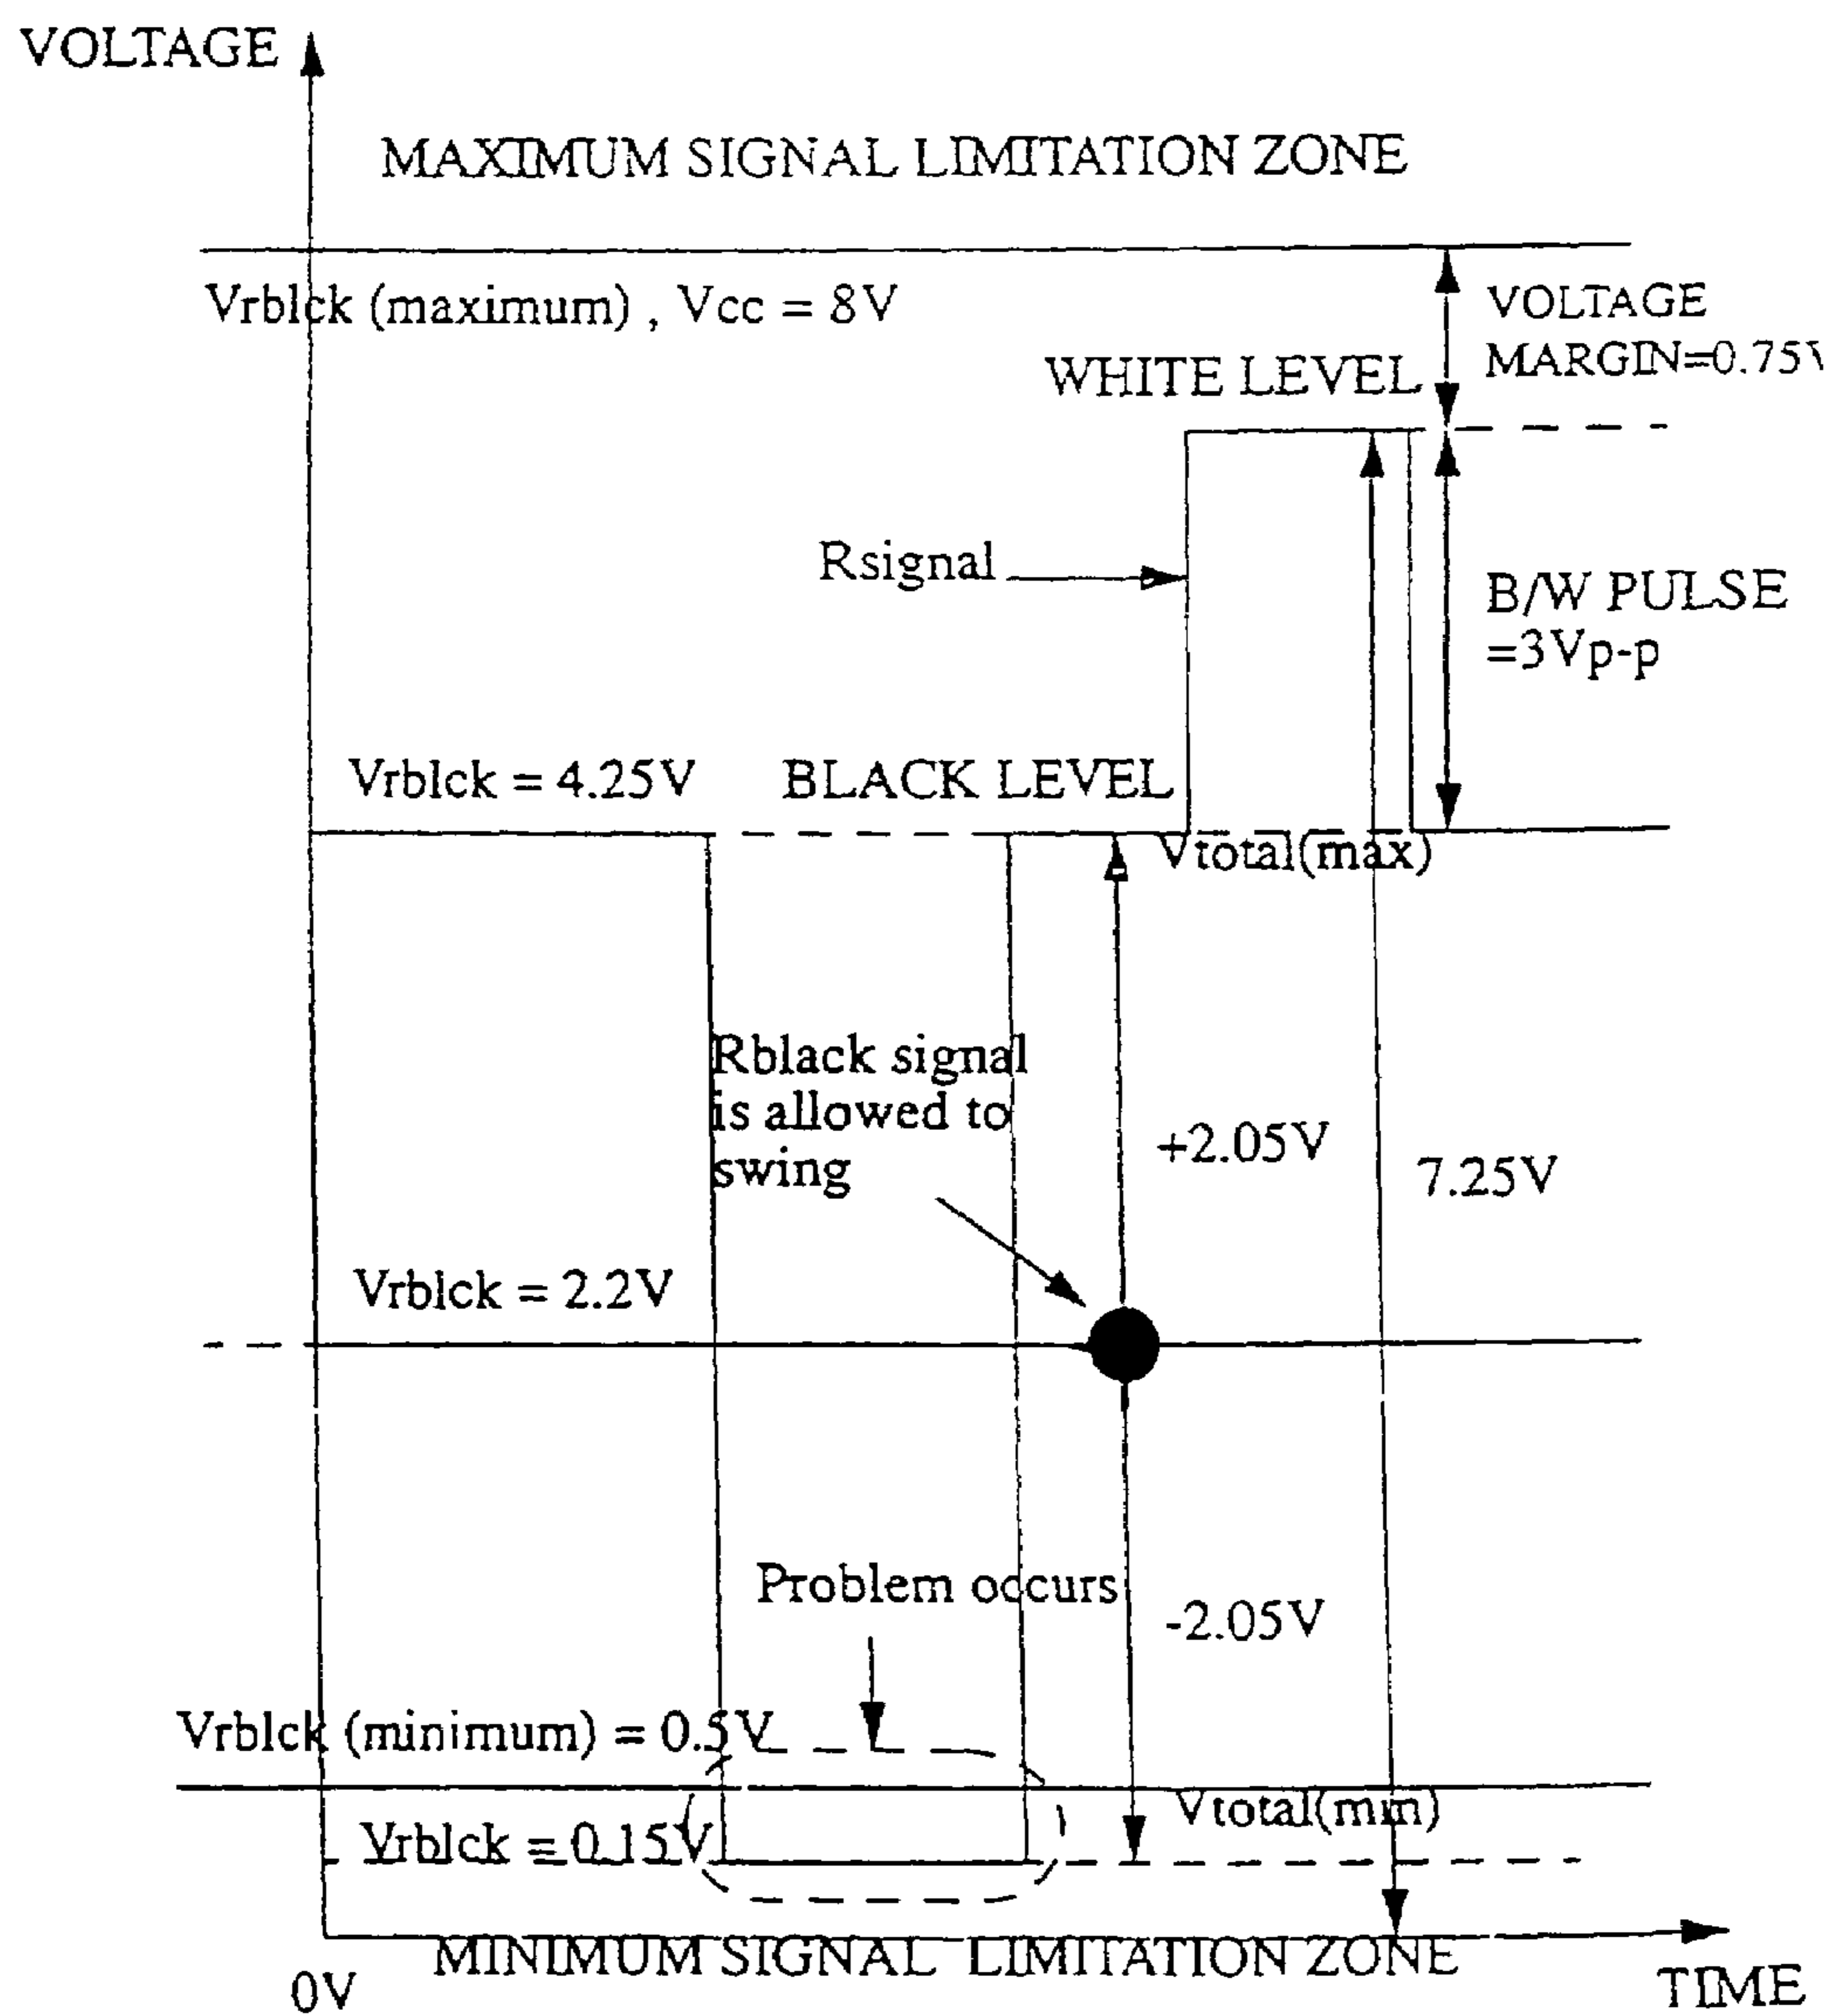 VOLTAGE
MAXIMUM SIGNAL LIMITATION ZONE
Vrblck (maximum) , Vcc = 8V
VOLTAGE
MARGIN=0.75V
WHITE LEVEL
Rsignal
B/W PULSE
=3Vp-p
Vrblck = 4.25V
BLACK LEVEL
Vtotal(max)
Rblack signal
is allowed to
swing
+2.05V
7.25V
Vrblck = 2.2V
Problem occurs
-2.05V
Vrblck (minimum) = 0.5V
Vtotal(min)
Vrblck = 0.15V
MINIMUM SIGNAL LIMITATION ZONE
0V
TIME